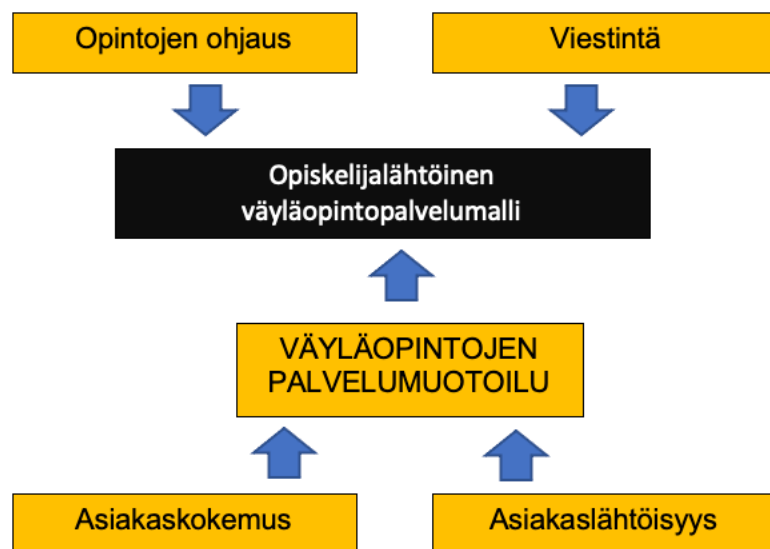 Opintojen ohjaus
Viestintä
Opiskelijalähtöinen
väyläopintopalvelumalli
VÄYLÄOPINTOJEN
PALVELUMUOTOILU
Asiakaskokemus
Asiakaslähtöisyys